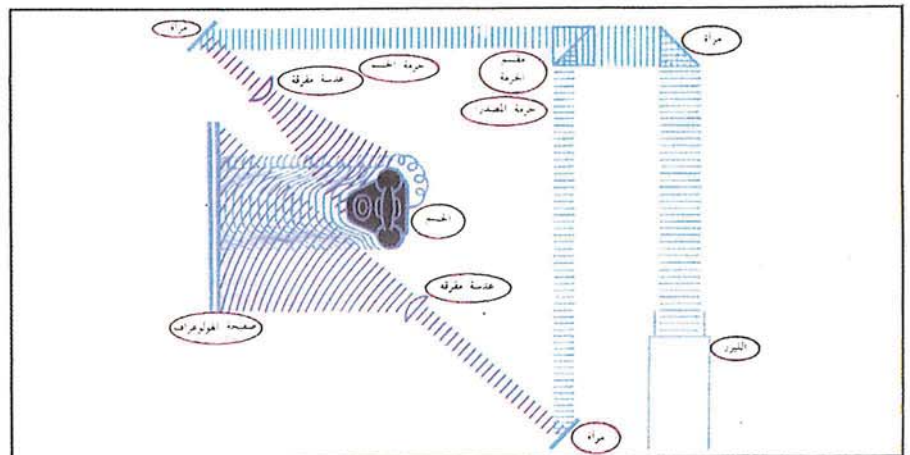 مرآة
مرآة
مقسم
الحزمة
حزمة الجسم
عدسة مفرقة
حزمة المصدر
الجسم
عدسة مفرقة
صفيحة الهولوغراف
الليزر
مرآة